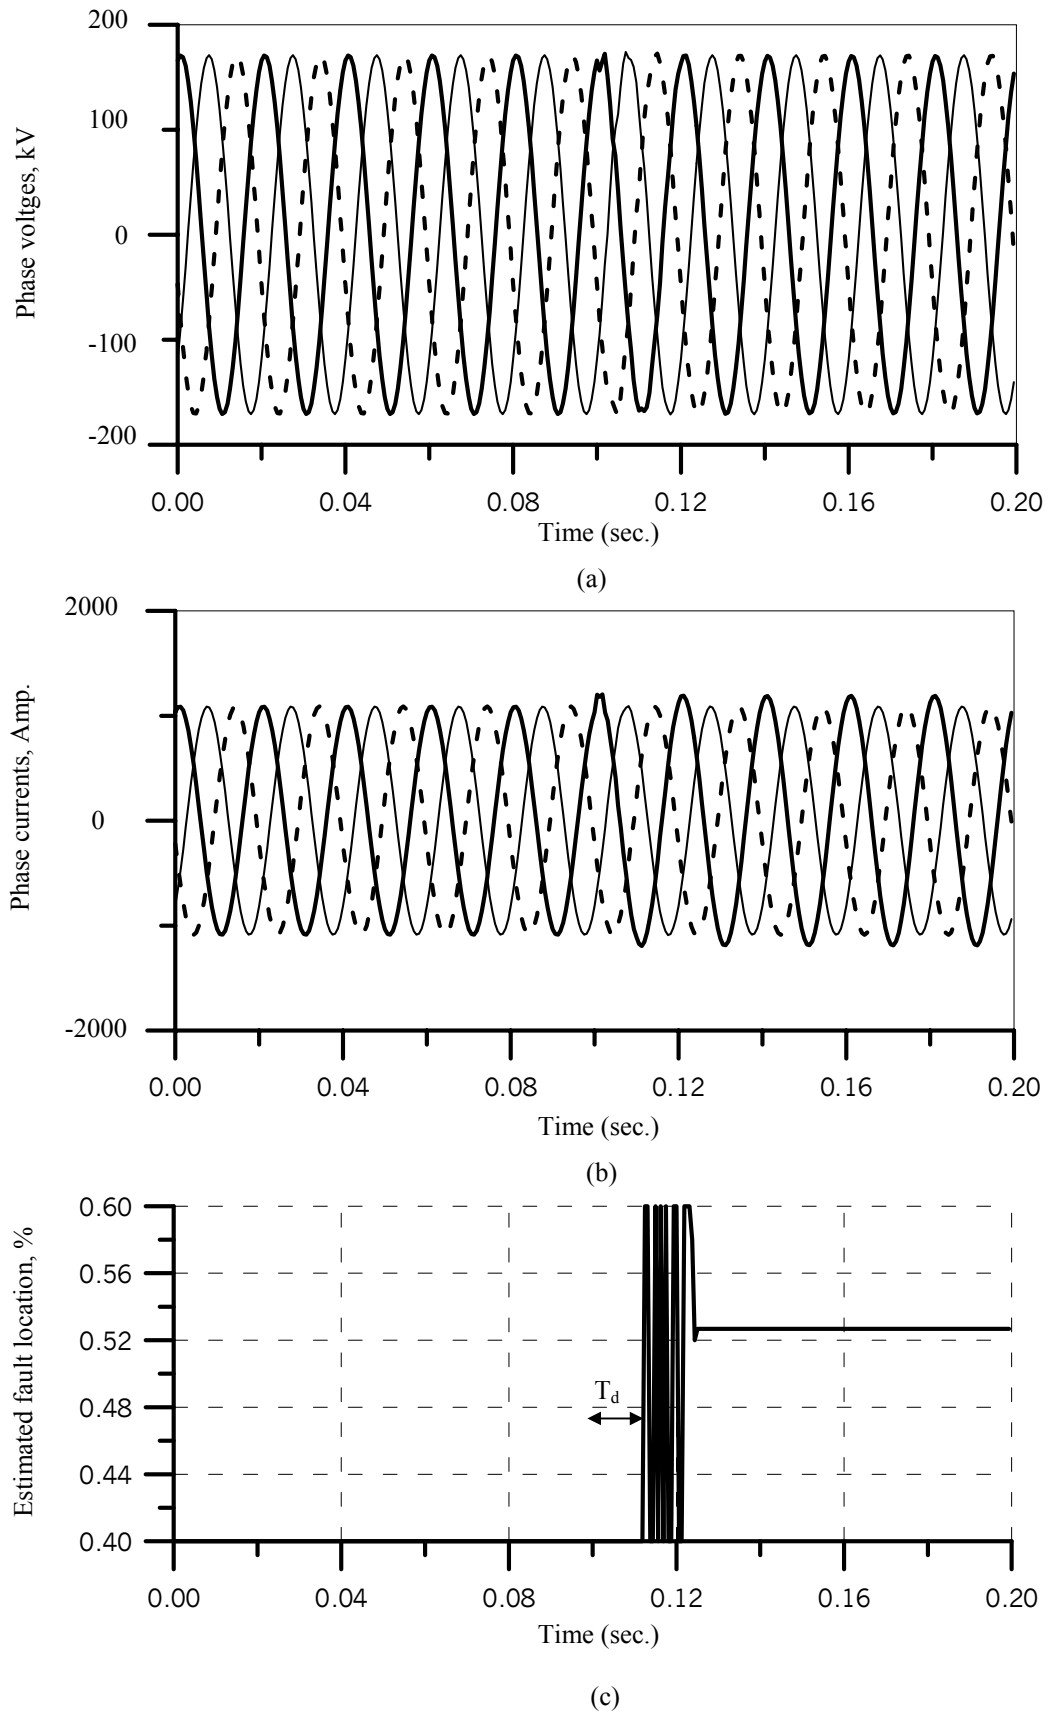 200
100
0
-100
-200
Phase voltges, kV
0.00 0.04 0.08 0.12 0.16 0.20
Time (sec.)
(a)
2000
0
-2000
Phase currents, Amp.
0.00 0.04 0.08 0.12 0.16 0.20
Time (sec.)
(b)
0.60
0.56
0.52
0.48
0.44
0.40
Estimated fault location, %
Td
0.00 0.04 0.08 0.12 0.16 0.20
Time (sec.)
(c)